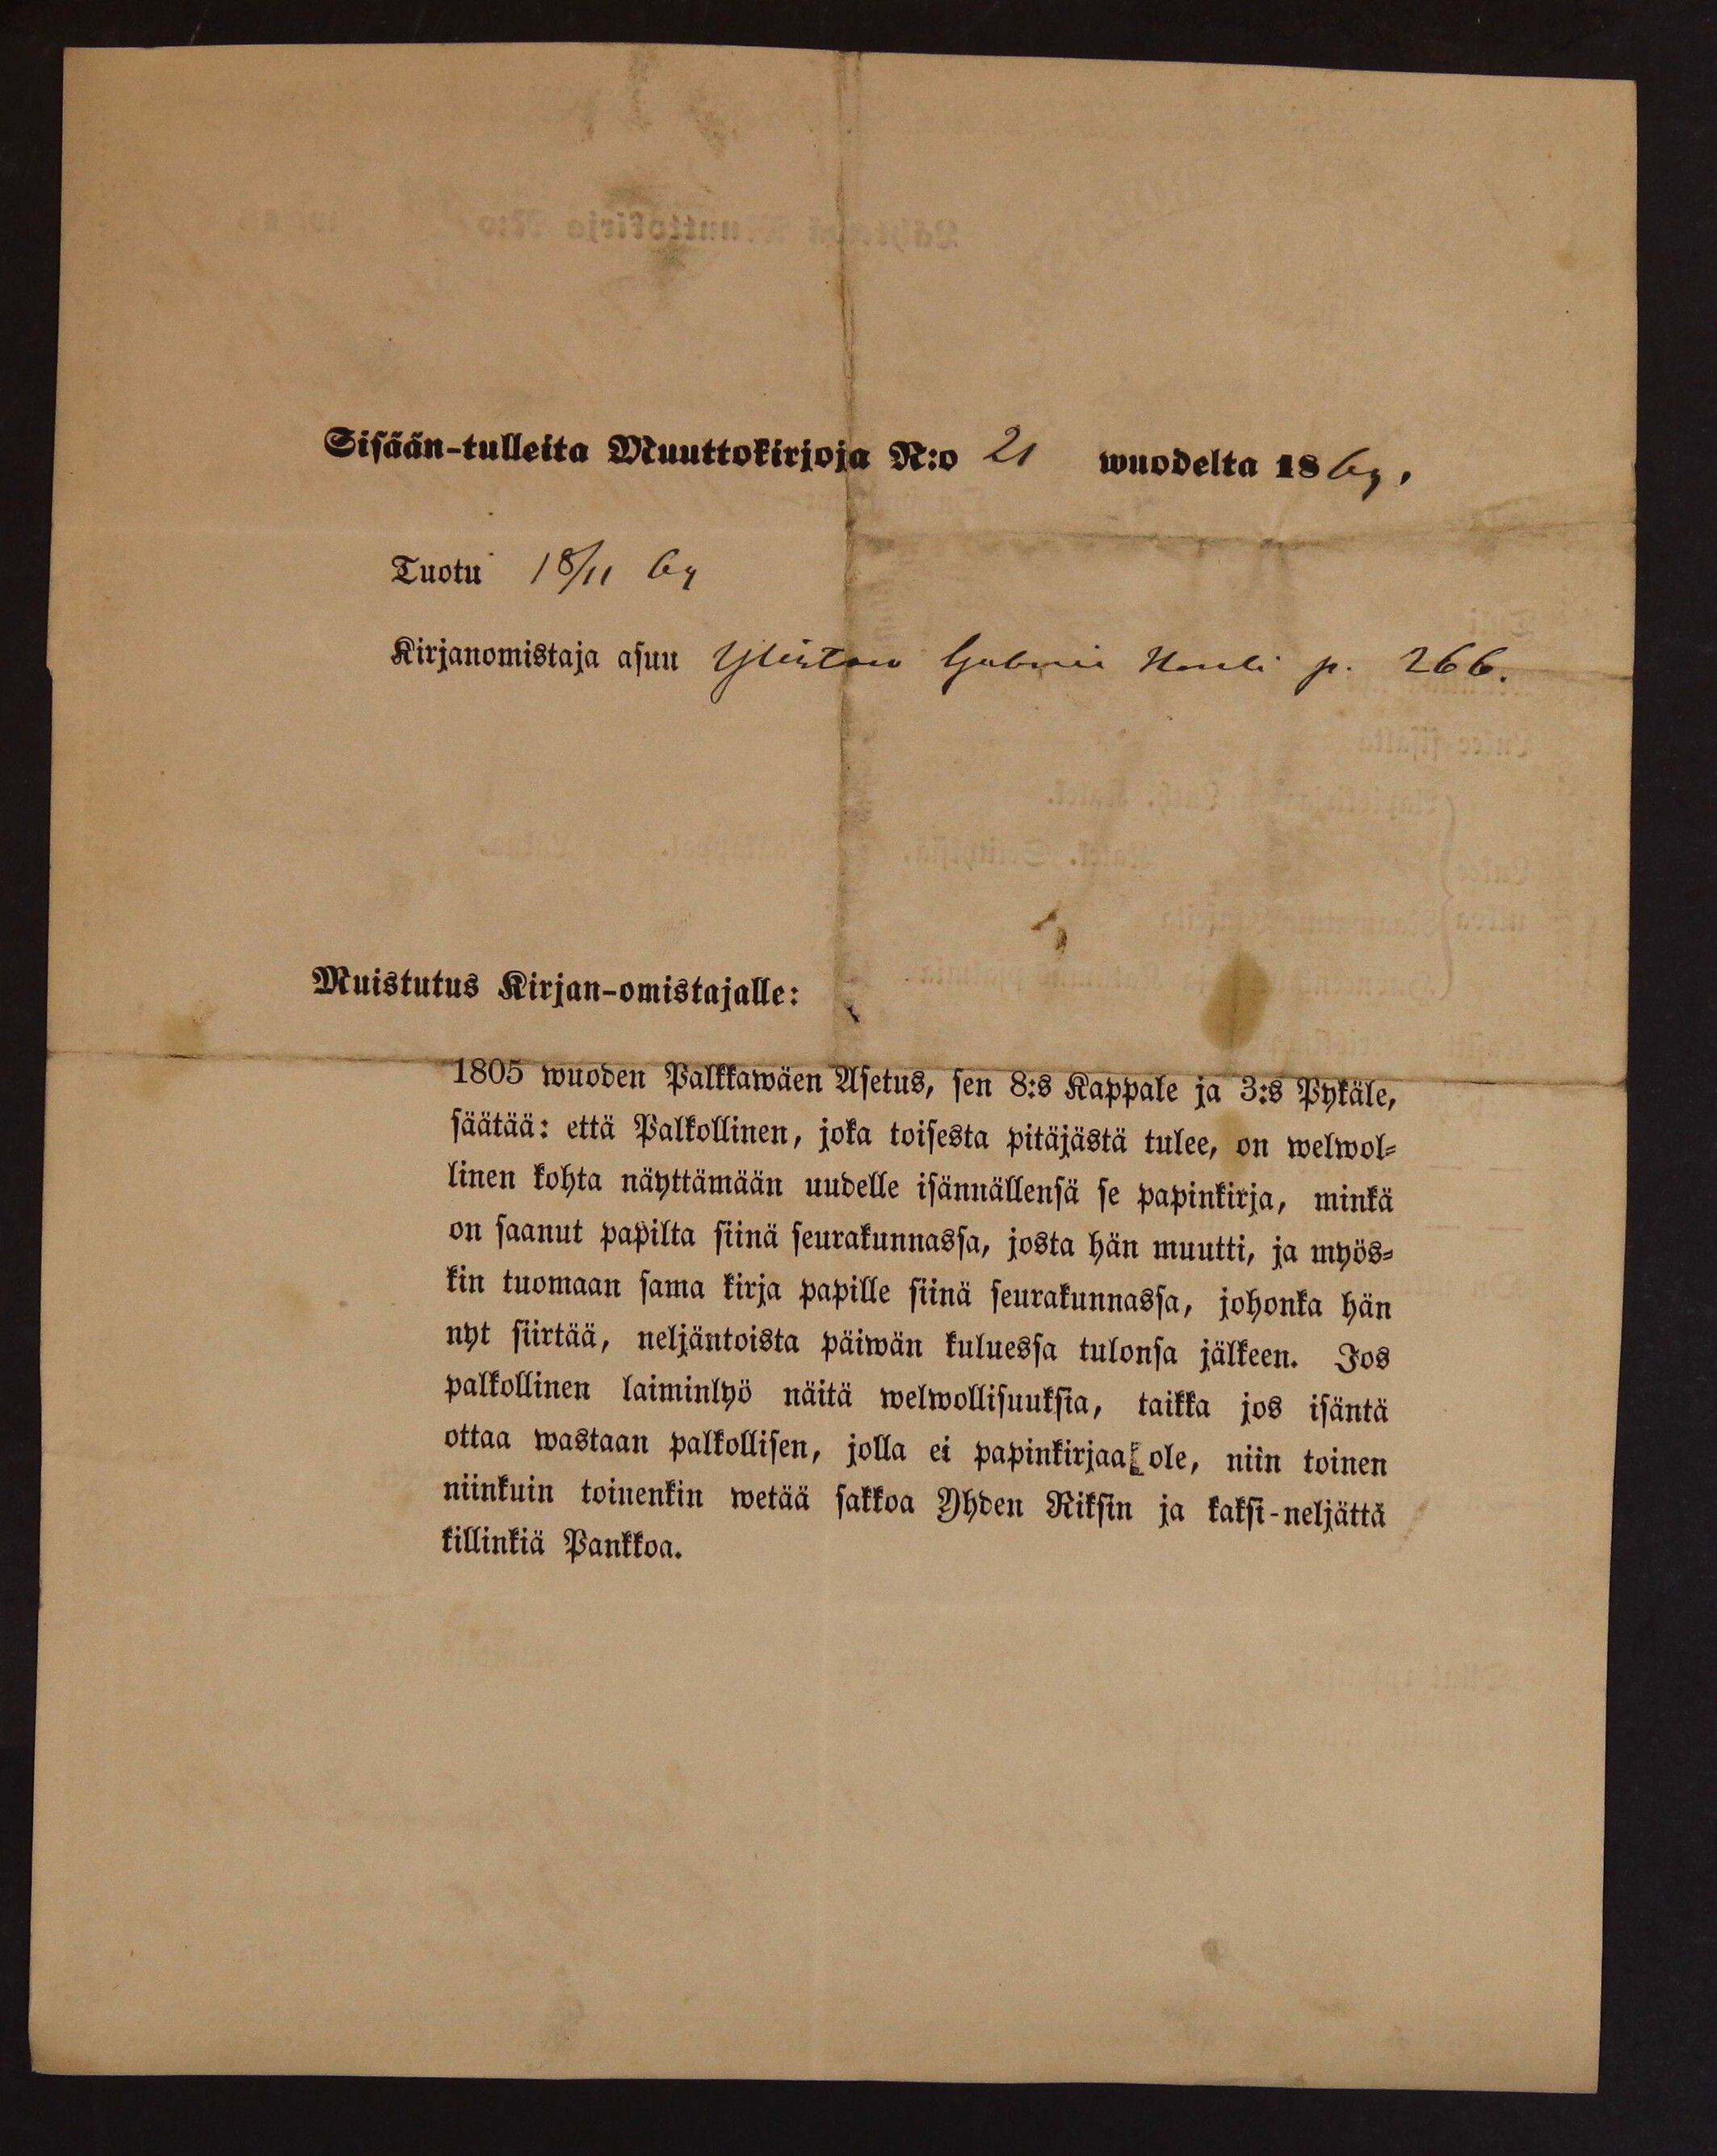 Sisään-tulleita Muuttokirjoja N:o 21 wuodelta 1869.
Tuotu 18/11 69
Kirjanomistaja asuu p. 266.
Muistutus Kirjan-omistajalle:
1805 wuoden Palkkawäen Asetus, sen 8:s Kappale ja 3:s Pykäle,
säätää: että Palkollinen, joka toisesta pitäjästä tulee, on welwol-
linen kohta näyttämään uudelle isännällensä se papinkirja, minkä
on saanut papilta siinä seurakunnassa, josta hän muutti, ja myös-
kin tuomaan sama kirja papille siinä seurakunnassa, johonka hän
nyt siirtää, neljäntoista päiwän kuluessa tulonsa jälkeen. Jos
palkollinen laiminlyö näitä welwollisuuksia, taikka jos isäntä
ottaa wastaan palkollisen, jolla ei papinkirjaa ole, niin toinen
niinkuin toinenkin wetää sakkoa Yhden Riksin ja kaksi-neljättä
killinkiä Pankkoa.